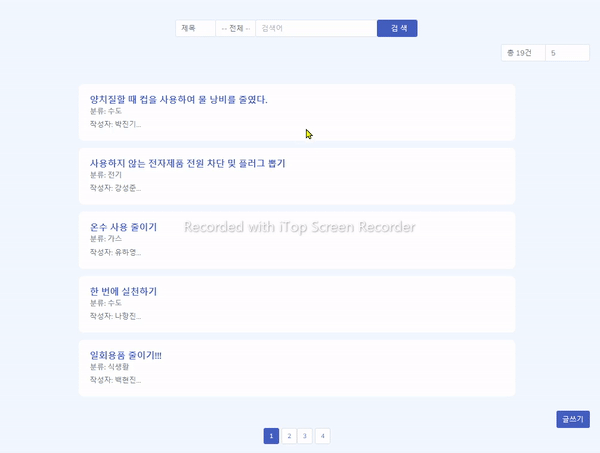 제목 -- 전체 -- 검색어 검색
총 19건 5
양치질할 때 컵을 사용하여 물 낭비를 줄였다.
분류: 수도
작성자: 박진기...
사용하지 않는 전자제품 전원 차단 및 플러그 뽑기
분류: 전기
작성자: 강성준...
온수 사용 줄이기
분류: 가스
작성자: 유하영...
Recorded with iTop Screen Recorder
한 번에 실천하기
분류: 수도
작성자: 나항진...
일회용품 줄이기!!!
분류: 식생활
작성자: 백현진...
글쓰기
1 2 3 4